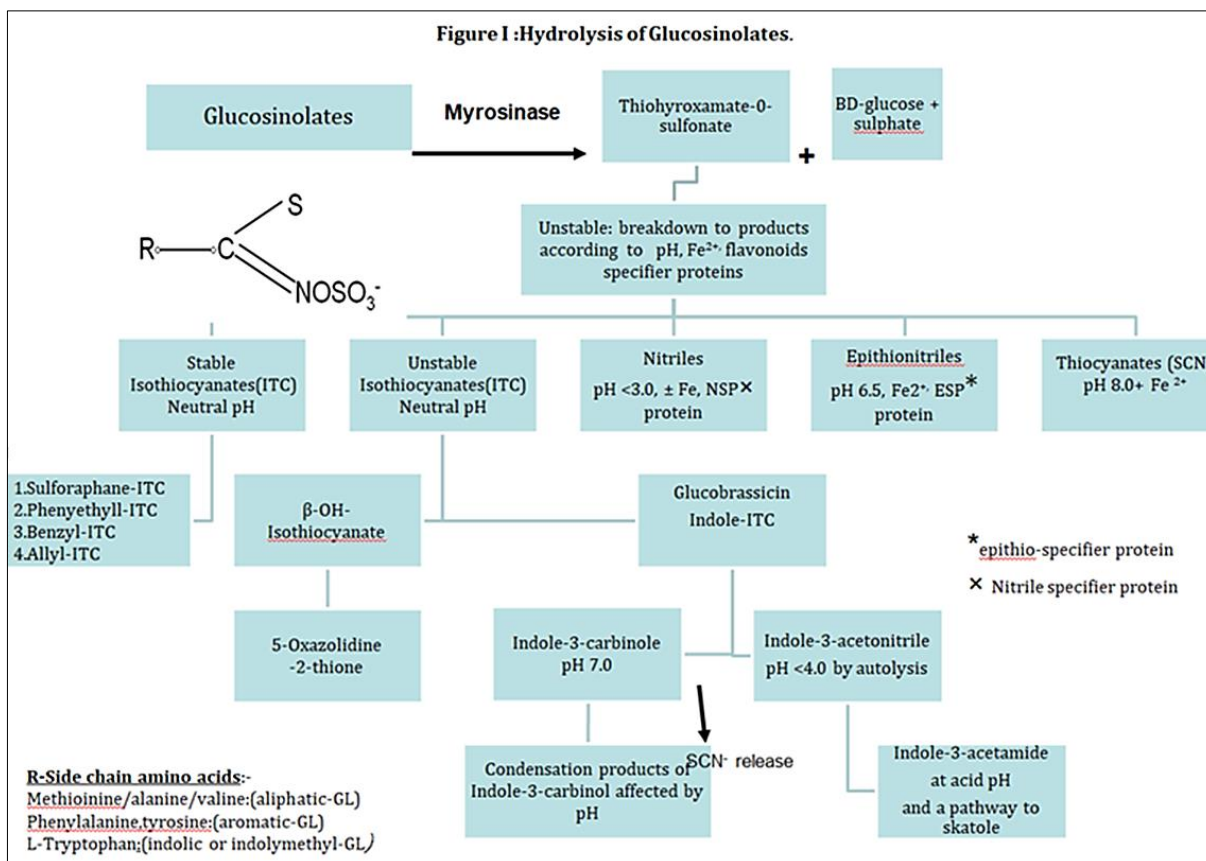 Figure I :Hydrolysis of Glucosinolates.
Glucosinolates
Myrosinase
Thiohyroxamate-0-
sulfonate
+
BD-glucose +
sulphate
S
R
C
NOSO₃⁻
Unstable: breakdown to products
according to pH, Fe²⁺, flavonoids
specifier proteins
Stable
Isothiocyanates(ITC)
Neutral pH
Unstable
Isothiocyanates(ITC)
Neutral pH
Nitriles
pH <3.0, ± Fe, NSP×
protein
Epithionitriles
pH 6.5, Fe2⁺, ESP*
protein
Thiocyanates (SCN
pH 8.0+ Fe ²⁺
1.Sulforaphane-ITC
2.Phenyethyll-ITC
3.Benzyl-ITC
4.Allyl-ITC
β-OH-
Isothiocyanate
Glucobrassicin
Indole-ITC
*epithio-specifier protein
× Nitrile specifier protein
5-Oxazolidine
-2-thione
Indole-3-carbinole
pH 7.0
Indole-3-acetonitrile
pH <4.0 by autolysis
SCN⁻ release
Condensation products of
Indole-3-carbinol affected by
pH
Indole-3-acetamide
at acid pH
and a pathway to
skatole
R-Side chain amino acids:-
Methioinine/alanine/valine:(aliphatic-GL)
Phenylalanine,tyrosine:(aromatic-GL)
L-Tryptophan:(indolic or indolymethyl-GL)